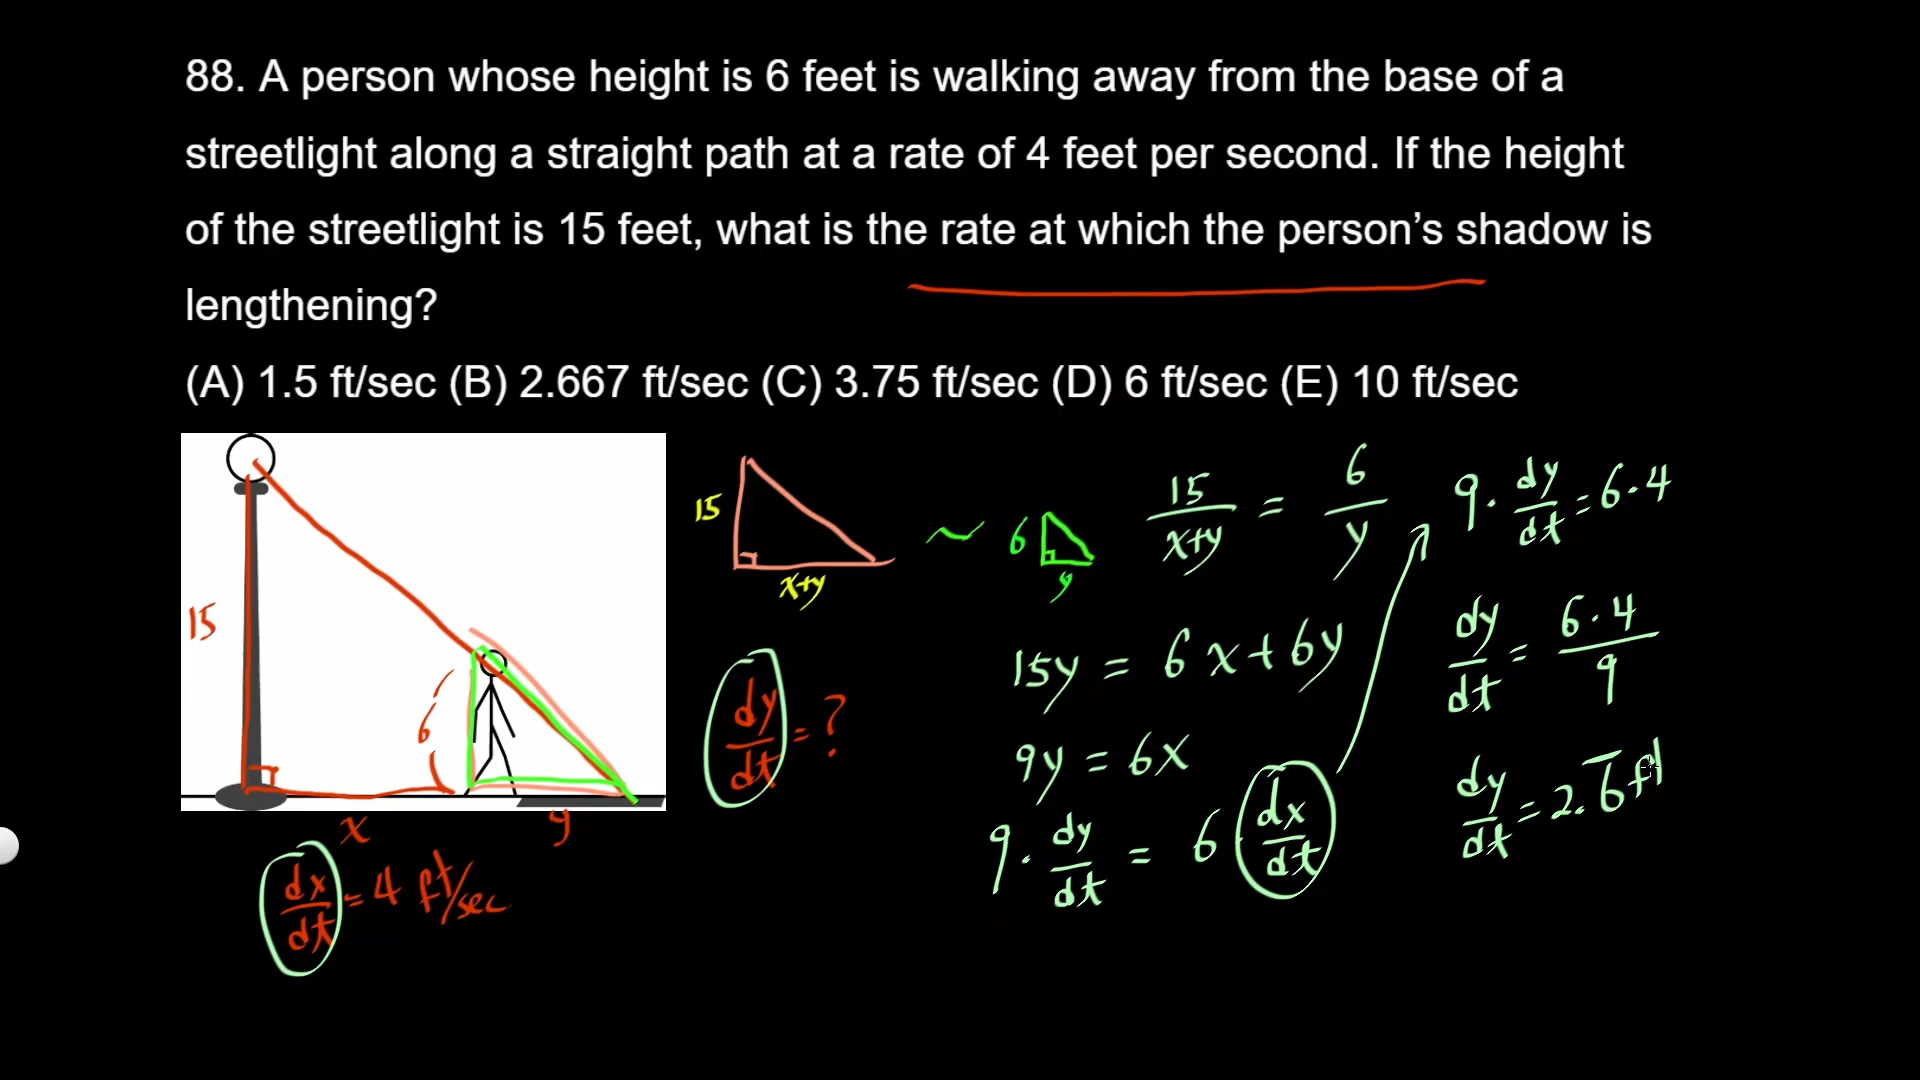 88. A person whose height is 6 feet is walking away from the base of a
streetlight along a straight path at a rate of 4 feet per second. If the height
of the streetlight is 15 feet, what is the rate at which the person’s shadow is
lengthening?
(A) 1.5 ft/sec (B) 2.667 ft/sec (C) 3.75 ft/sec (D) 6 ft/sec (E) 10 ft/sec
15
6
x
y
dx/dt = 4 ft/sec
15
x+y
~
6
y
dy/dt = ?
15/(x+y) = 6/y
15y = 6x + 6y
9y = 6x
9 · dy/dt = 6 dx/dt
9 · dy/dt = 6 · 4
dy/dt = (6 · 4)/9
dy/dt = 2.6̅ ft